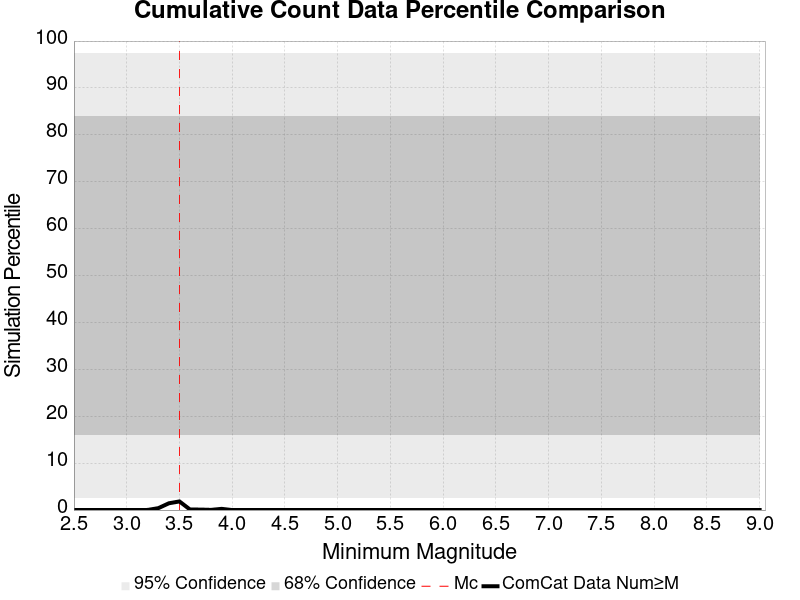 Cumulative Count Data Percentile Comparison
100
90
80
70
60
50
40
30
20
10
0
Simulation Percentile
2.5 3.0 3.5 4.0 4.5 5.0 5.5 6.0 6.5 7.0 7.5 8.0 8.5 9.0
Minimum Magnitude
95% Confidence 68% Confidence Mc ComCat Data Num≥M